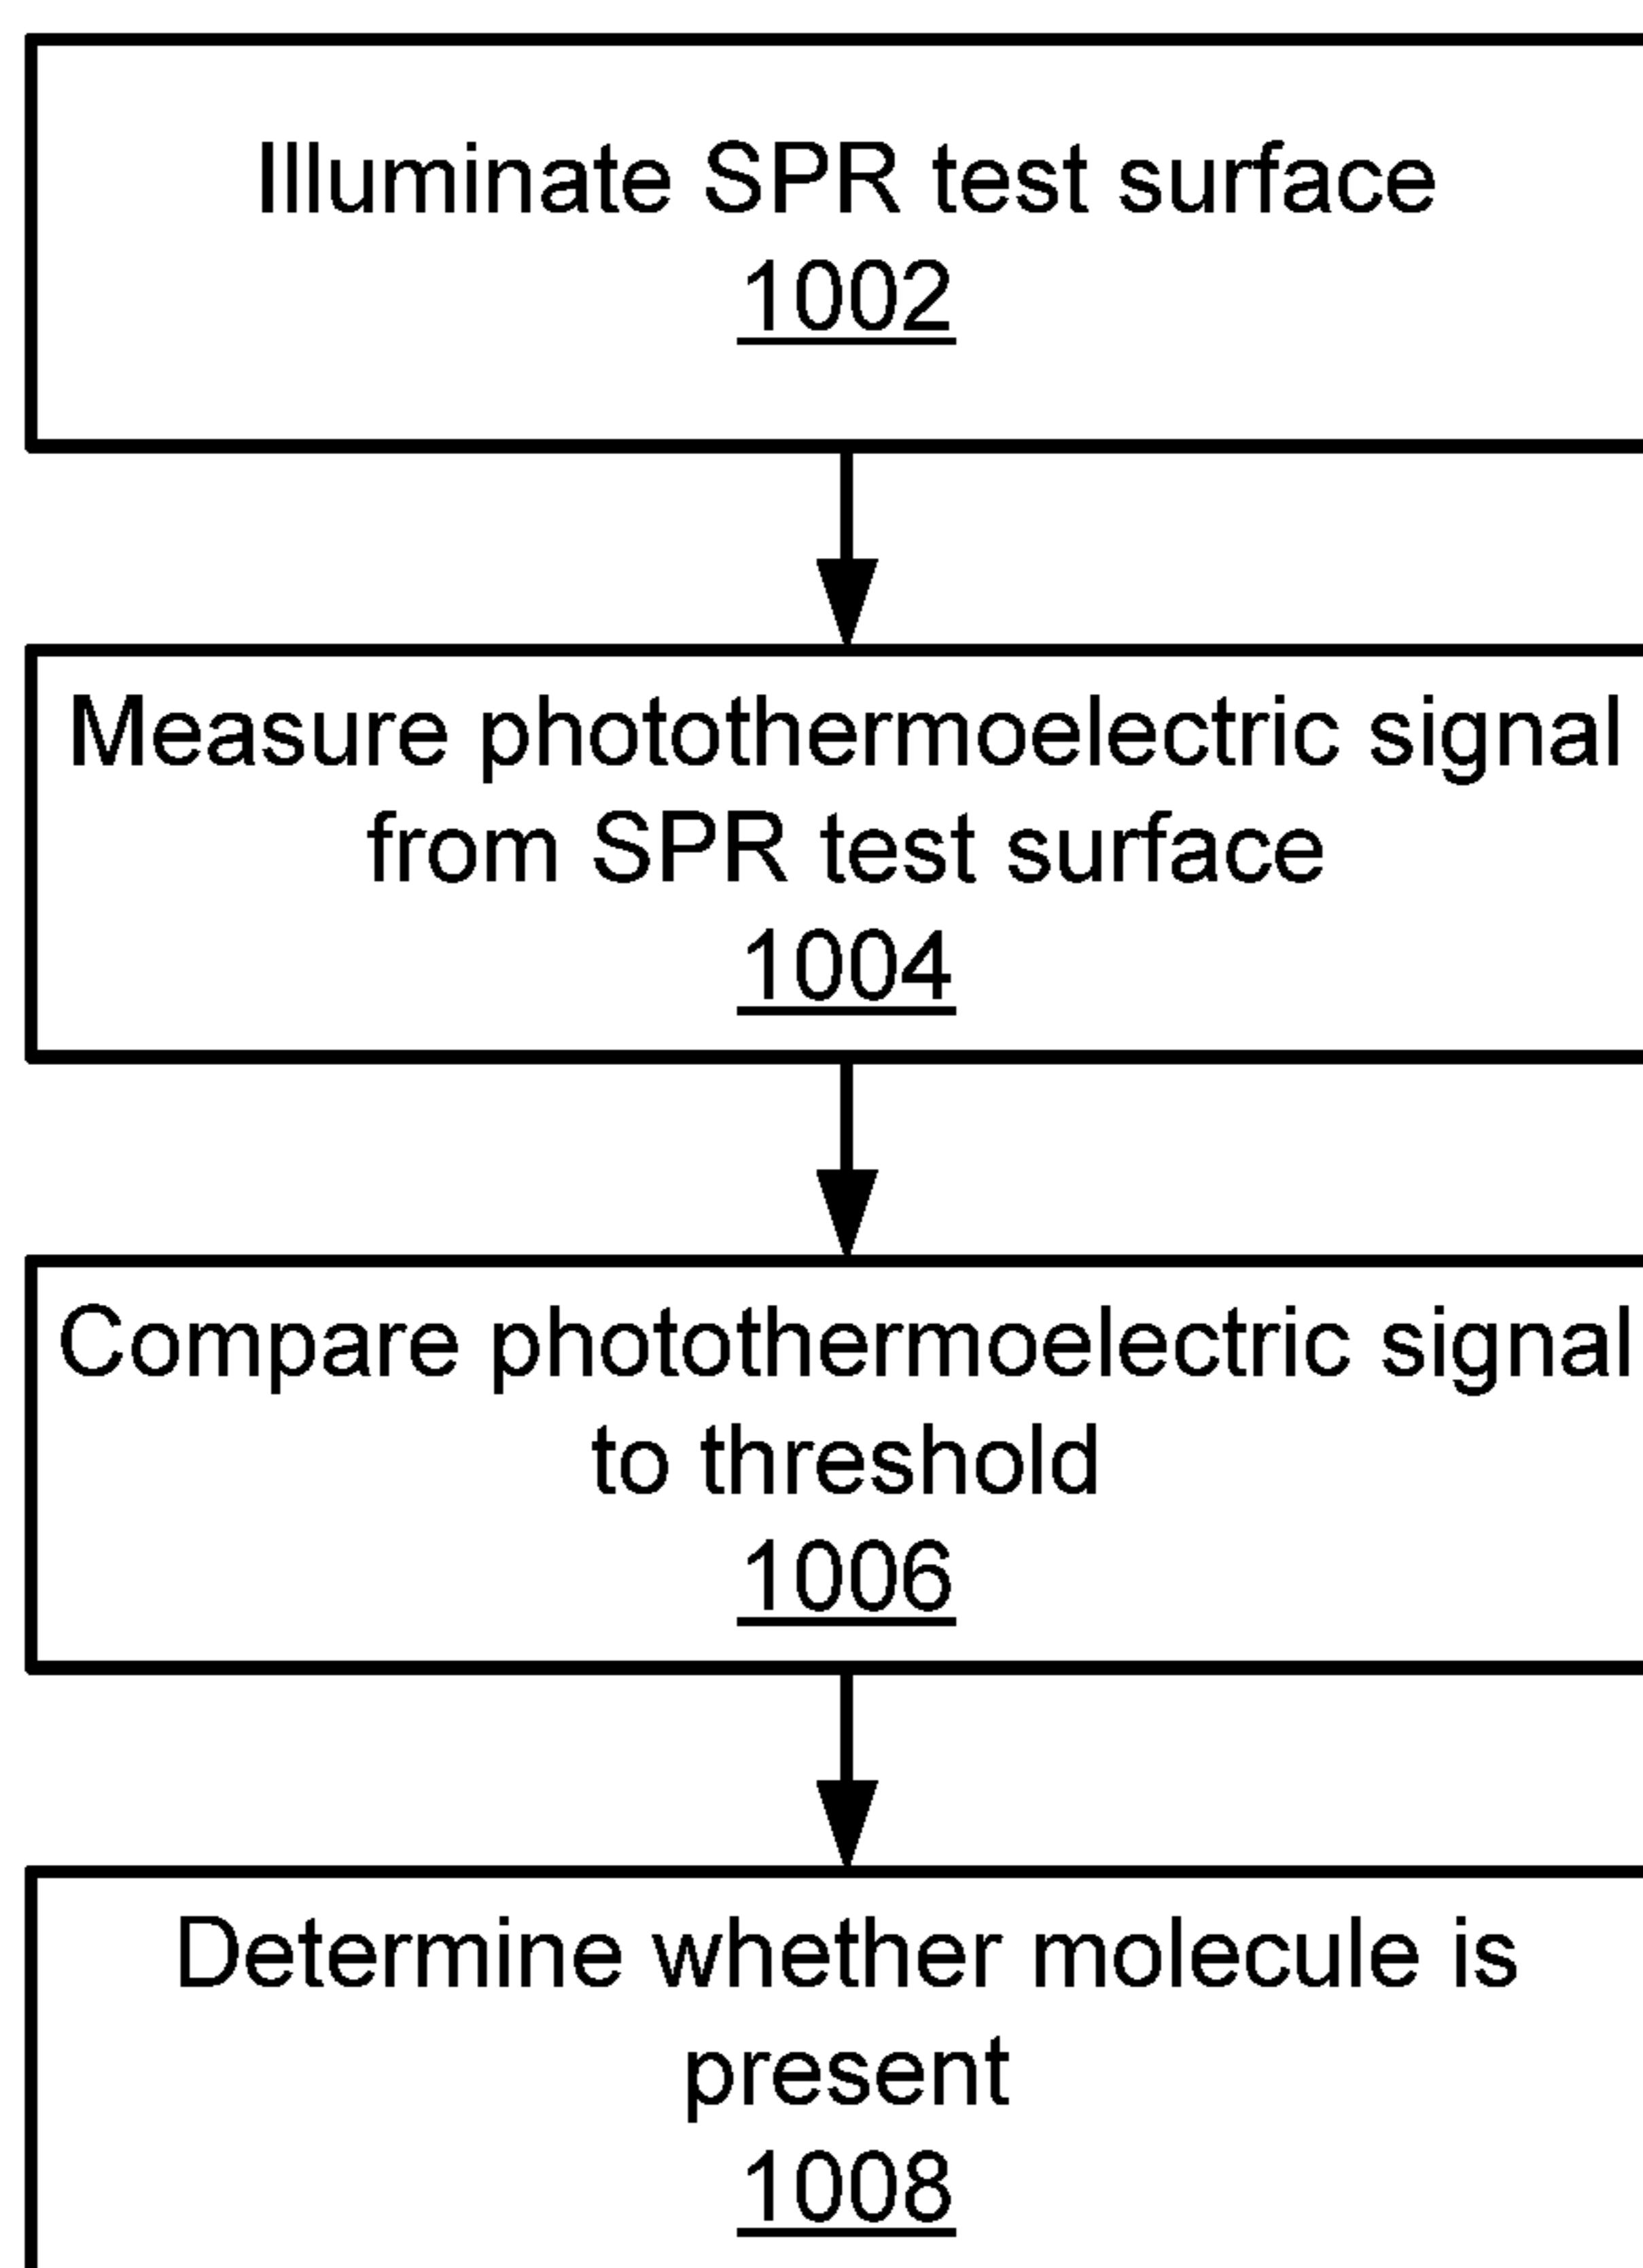 Illuminate SPR test surface
1002
Measure photothermoelectric signal
from SPR test surface
1004
Compare photothermoelectric signal
to threshold
1006
Determine whether molecule is
present
1008